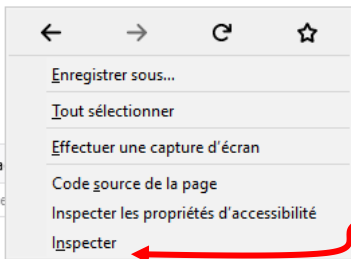 Enregistrer sous...
Tout sélectionner
Effectuer une capture d'écran
Code source de la page
Inspecter les propriétés d'accessibilité
Inspecter